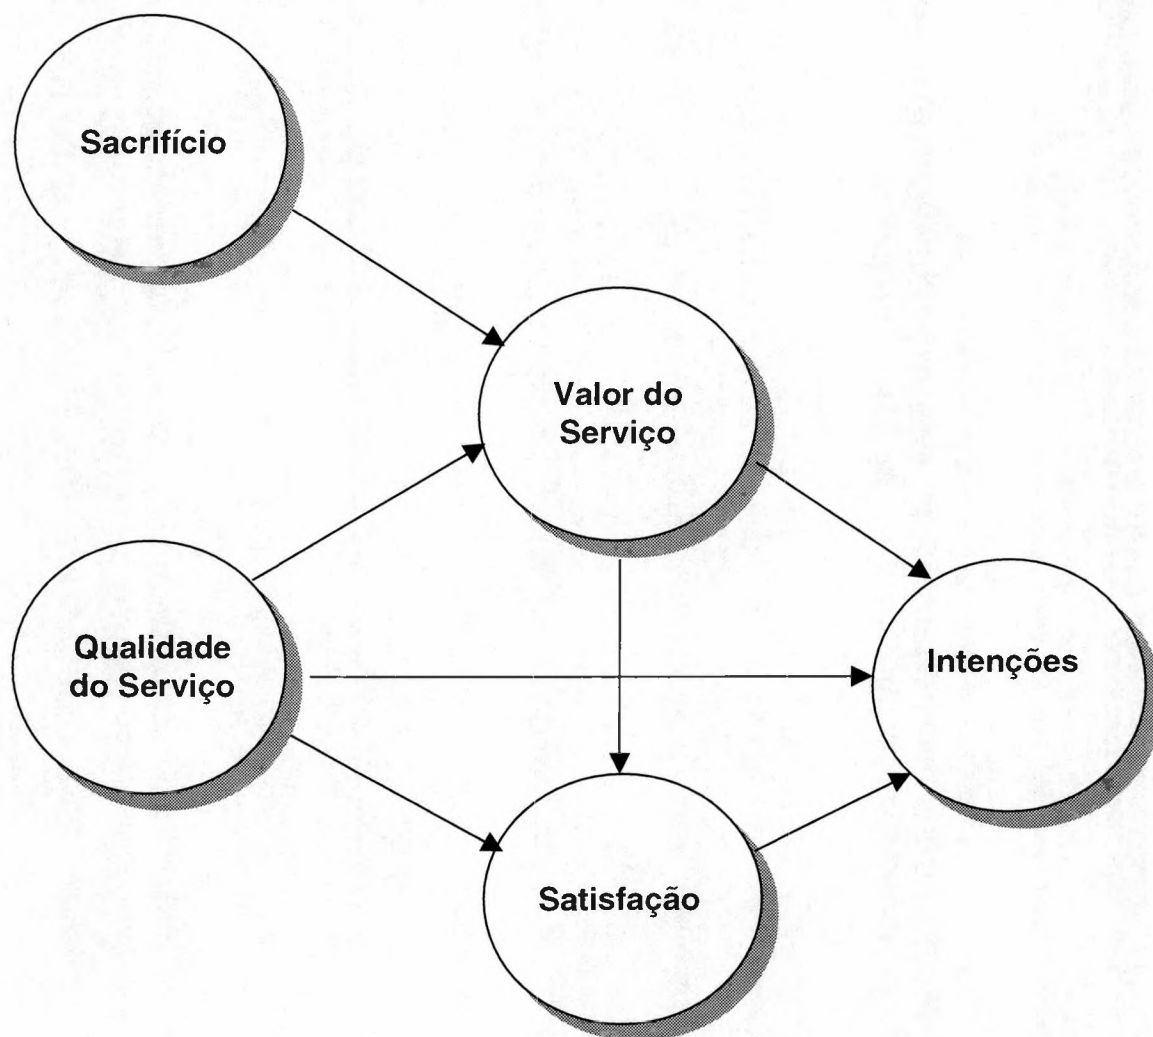 Sacrifício
Valor do
Serviço
Qualidade
do Serviço
Intenções
Satisfação